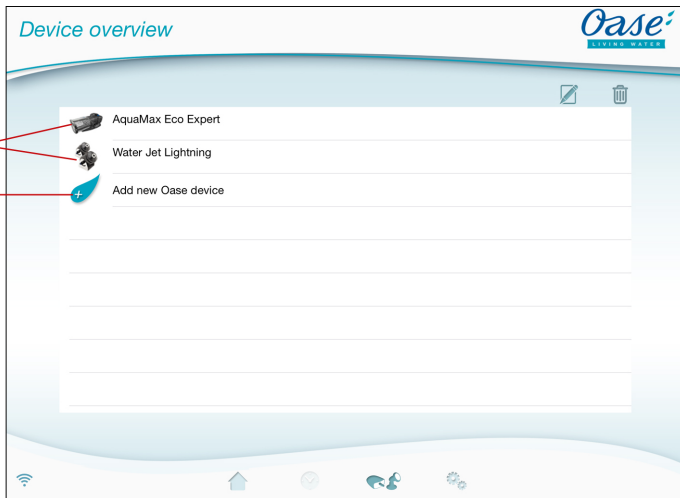 Device overview
Oase
LIVING WATER
AquaMax Eco Expert
Water Jet Lightning
Add new Oase device